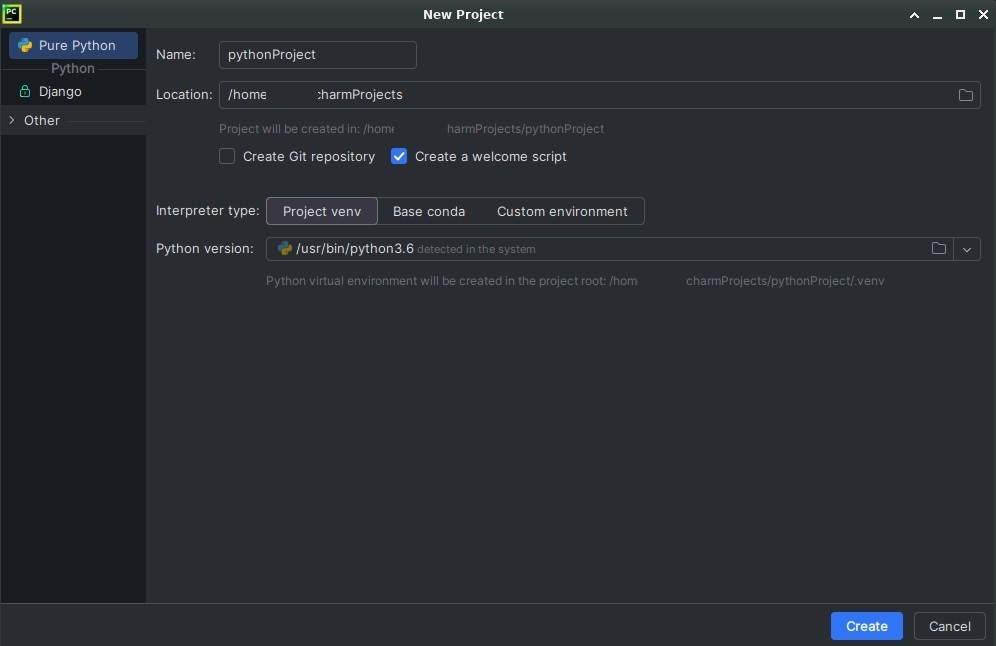 PC
New Project
Pure Python
Python
Django
Other
Name: pythonProject
Location: /home charmProjects
Project will be created in: /home harmProjects/pythonProject
Create Git repository Create a welcome script
Interpreter type: Project venv Base conda Custom environment
Python version: /usr/bin/python3.6 detected in the system
Python virtual environment will be created in the project root: /hom charmProjects/pythonProject/.venv
Create Cancel